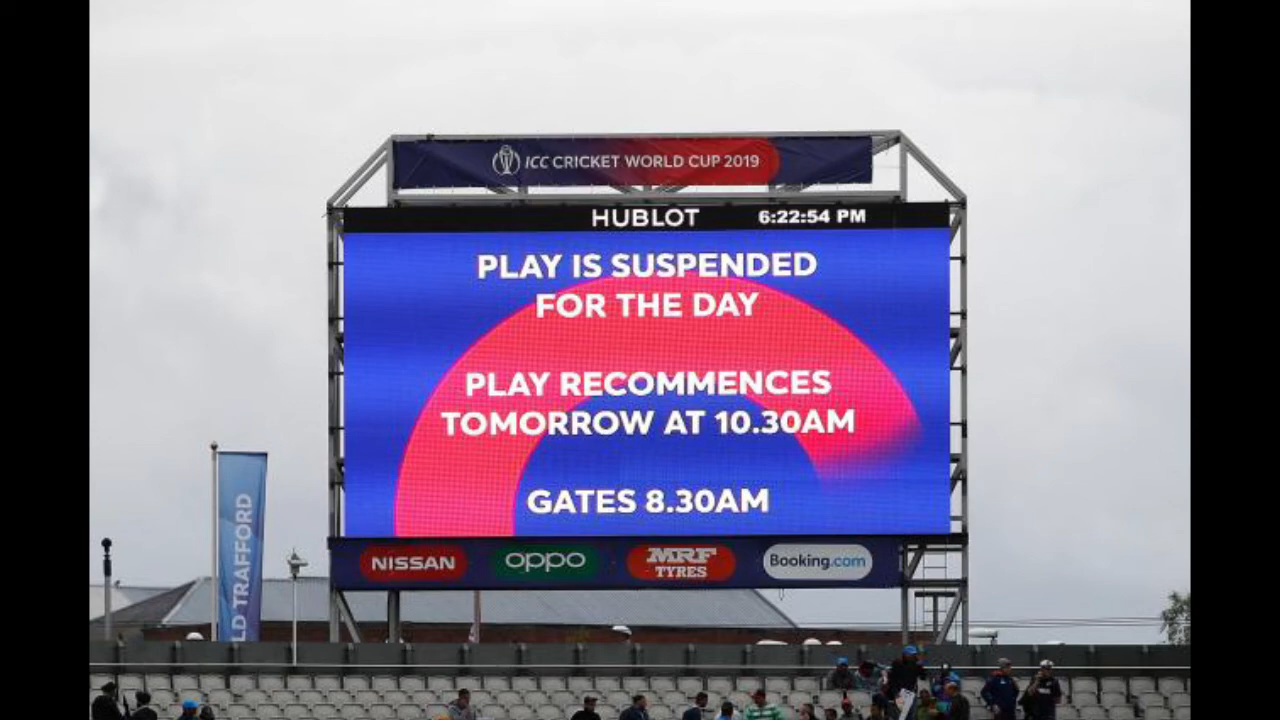 ICC CRICKET WORLD CUP 2019
HUBLOT 6:22:54 PM
PLAY IS SUSPENDED
FOR THE DAY
PLAY RECOMMENCES
TOMORROW AT 10.30AM
GATES 8.30AM
NISSAN oppo MRF TYRES Booking.com
LD TRAFFORD